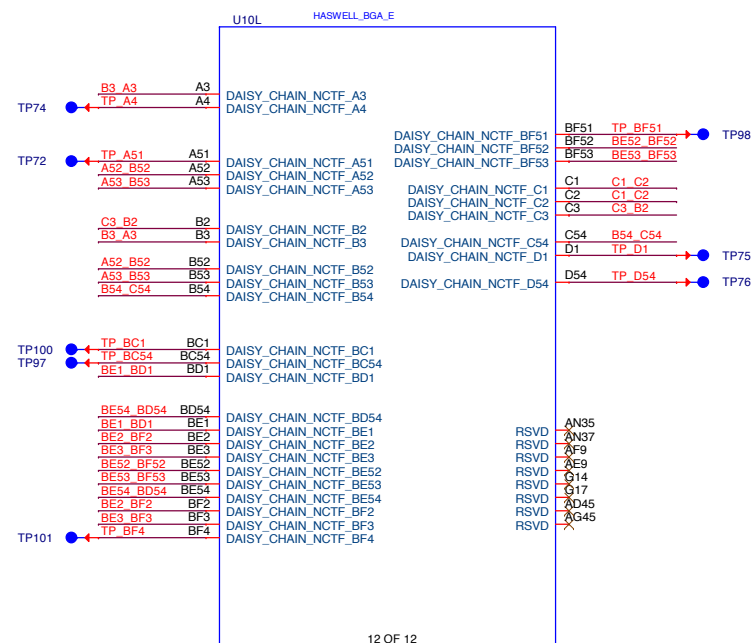 U10L HASWELL_BGA_E
B3_A3 A3 DAISY_CHAIN_NCTF_A3
TP74 TP_A4 A4 DAISY_CHAIN_NCTF_A4
TP72 TP_A51 A51 DAISY_CHAIN_NCTF_A51
A52_B52 A52 DAISY_CHAIN_NCTF_A52
A53_B53 A53 DAISY_CHAIN_NCTF_A53
C3_B2 B2 DAISY_CHAIN_NCTF_B2
B3_A3 B3 DAISY_CHAIN_NCTF_B3
A52_B52 B52 DAISY_CHAIN_NCTF_B52
A53_B53 B53 DAISY_CHAIN_NCTF_B53
B54_C54 B54 DAISY_CHAIN_NCTF_B54
TP100 TP_BC1 BC1 DAISY_CHAIN_NCTF_BC1
TP97 TP_BC54 BC54 DAISY_CHAIN_NCTF_BC54
BE1_BD1 BD1 DAISY_CHAIN_NCTF_BD1
BE54_BD54 BD54 DAISY_CHAIN_NCTF_BD54
BE1_BD1 BE1 DAISY_CHAIN_NCTF_BE1
BE2_BF2 BE2 DAISY_CHAIN_NCTF_BE2
BE3_BF3 BE3 DAISY_CHAIN_NCTF_BE3
BE52_BF52 BE52 DAISY_CHAIN_NCTF_BE52
BE53_BF53 BE53 DAISY_CHAIN_NCTF_BE53
BE54_BD54 BE54 DAISY_CHAIN_NCTF_BE54
BE2_BF2 BF2 DAISY_CHAIN_NCTF_BF2
BE3_BF3 BF3 DAISY_CHAIN_NCTF_BF3
TP101 TP_BF4 BF4 DAISY_CHAIN_NCTF_BF4
DAISY_CHAIN_NCTF_BF51 BF51 TP_BF51 TP98
DAISY_CHAIN_NCTF_BF52 BF52 BE52_BF52
DAISY_CHAIN_NCTF_BF53 BF53 BE53_BF53
DAISY_CHAIN_NCTF_C1 C1 C1_C2
DAISY_CHAIN_NCTF_C2 C2 C1_C2
DAISY_CHAIN_NCTF_C3 C3 C3_B2
DAISY_CHAIN_NCTF_C54 C54 B54_C54
DAISY_CHAIN_NCTF_D1 D1 TP_D1 TP75
DAISY_CHAIN_NCTF_D54 D54 TP_D54 TP76
RSVD AN35
RSVD AN37
RSVD AF9
RSVD AE9
RSVD G14
RSVD G17
RSVD AD45
RSVD AG45
12 OF 12